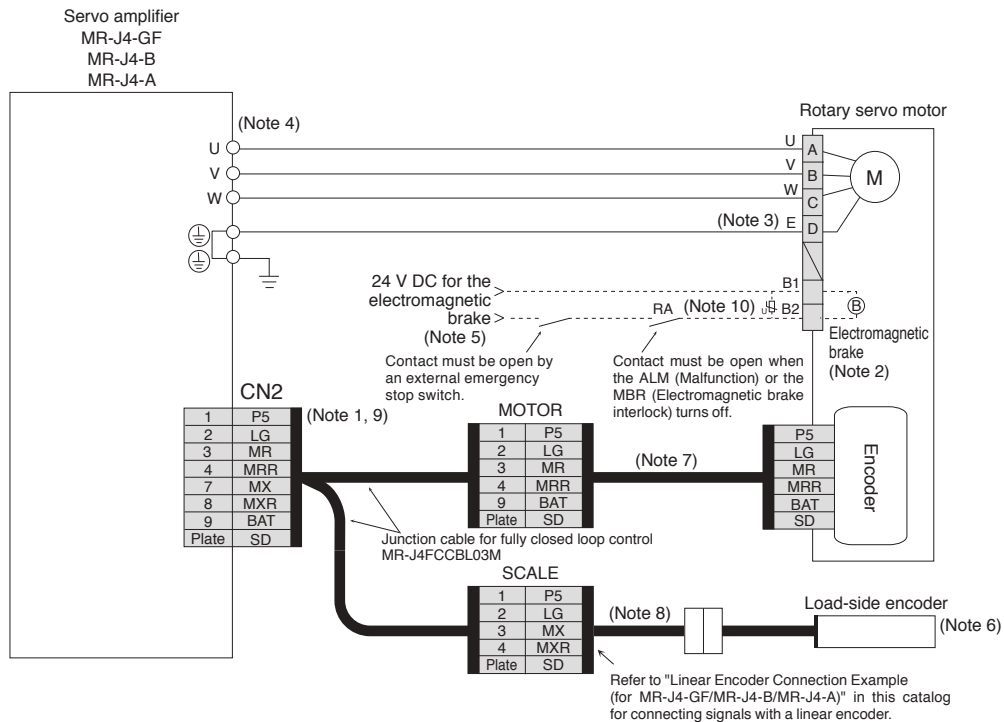 Servo amplifier
MR-J4-GF
MR-J4-B
MR-J4-A
Rotary servo motor
(Note 4)
U
V
W
U
V
W
(Note 3) E
A
B
C
D
M
24 V DC for the
electromagnetic
brake
(Note 5)
RA
(Note 10)
U
B1
B2
B
Electromagnetic
brake
(Note 2)
Contact must be open by
an external emergency
stop switch.
Contact must be open when
the ALM (Malfunction) or the
MBR (Electromagnetic brake
interlock) turns off.
CN2
(Note 1, 9)
1 P5
2 LG
3 MR
4 MRR
7 MX
8 MXR
9 BAT
Plate SD
MOTOR
1 P5
2 LG
3 MR
4 MRR
9 BAT
Plate SD
(Note 7)
P5
LG
MR
MRR
BAT
SD
Encoder
Junction cable for fully closed loop control
MR-J4FCCBL03M
SCALE
1 P5
2 LG
3 MX
4 MXR
Plate SD
(Note 8)
Load-side encoder
(Note 6)
Refer to "Linear Encoder Connection Example
(for MR-J4-GF/MR-J4-B/MR-J4-A)" in this catalog
for connecting signals with a linear encoder.